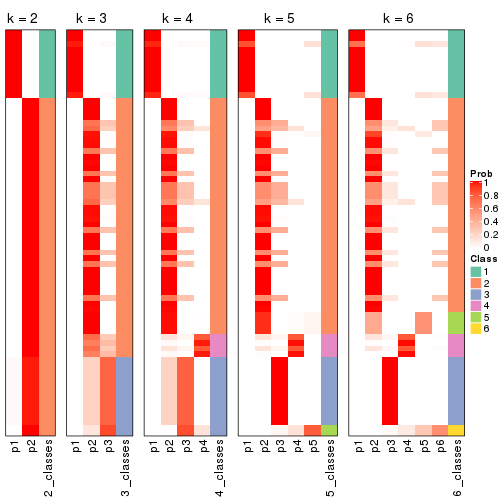 k = 2
k = 3
k = 4
k = 5
k = 6
Prob
1
0.8
0.6
0.4
0.2
0
Class
1
2
3
4
5
6
p1
p2
2_classes
p1
p2
p3
3_classes
p1
p2
p3
p4
4_classes
p1
p2
p3
p4
p5
5_classes
p1
p2
p3
p4
p5
p6
6_classes